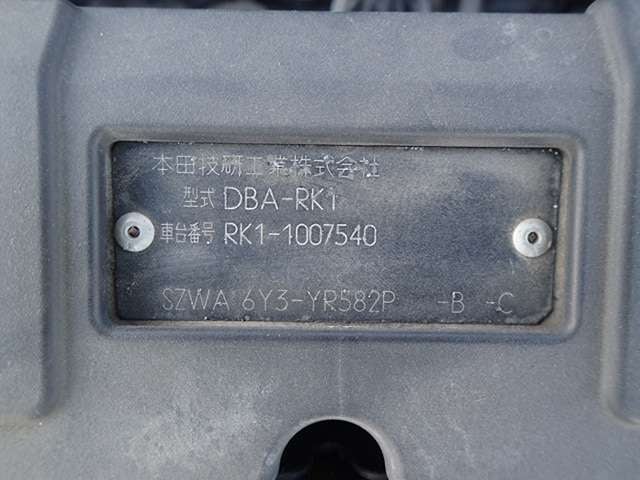 本田技研工業株式会社
型式 DBA-RK1
車台番号 RK1-1007540
SZWA 6Y3-YR582P -B -C